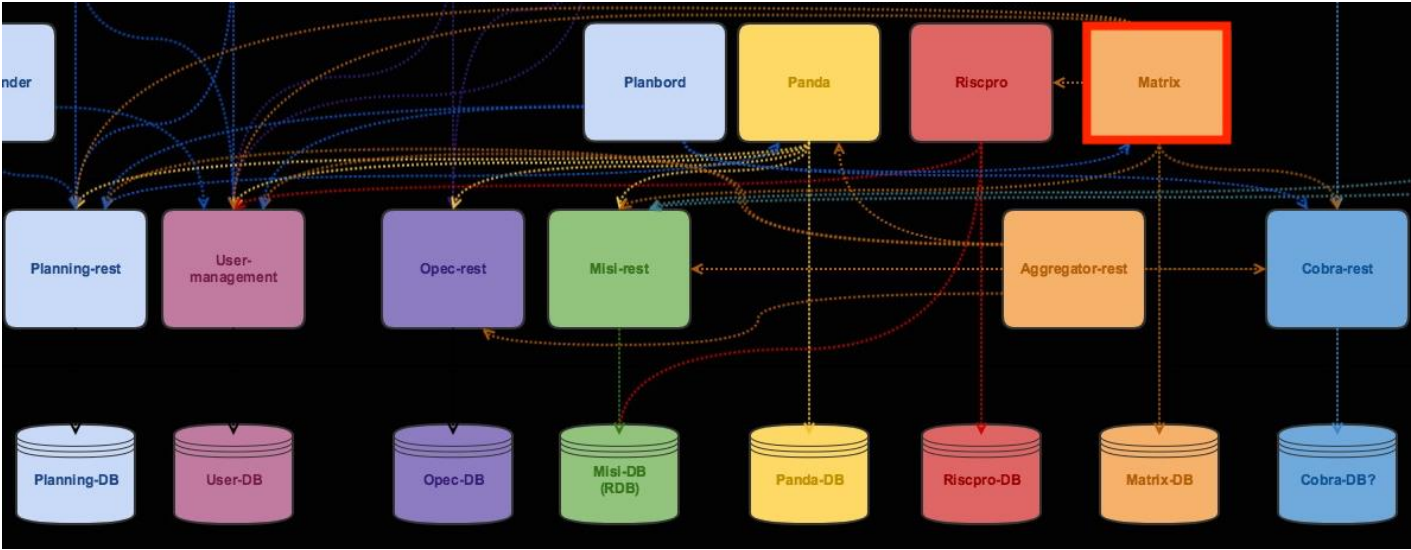 nder
Planbord
Panda
Riscpro
Matrix
Planning-rest
User-
management
Opec-rest
Misi-rest
Aggregator-rest
Cobra-rest
Planning-DB
User-DB
Opec-DB
Misi-DB
(RDB)
Panda-DB
Riscpro-DB
Matrix-DB
Cobra-DB?